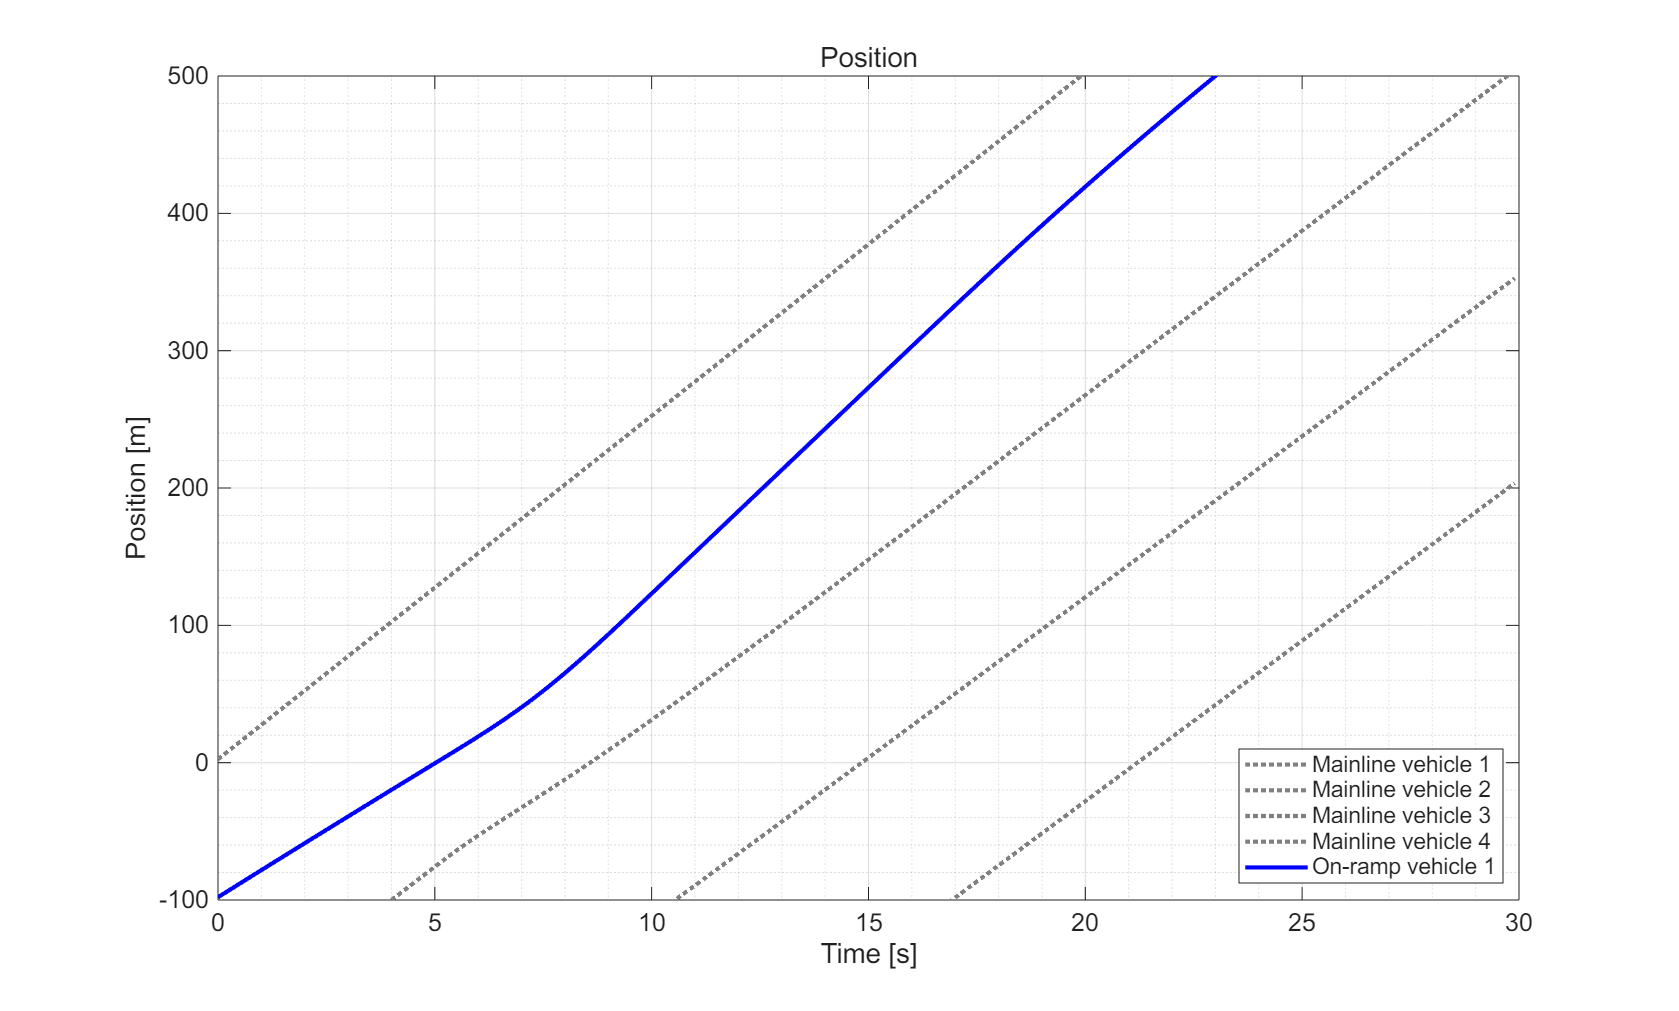 Position
500
400
300
200
100
0
-100
Position [m]
0 5 10 15 20 25 30
Time [s]
Mainline vehicle 1
Mainline vehicle 2
Mainline vehicle 3
Mainline vehicle 4
On-ramp vehicle 1